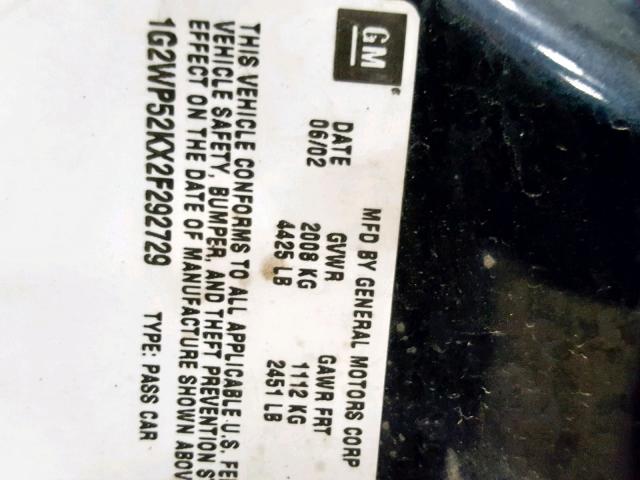 GM
MFD BY GENERAL MOTORS CORP
DATE GVWR GAWR FRT
06/02 2008 KG 1112 KG
4425 LB 2451 LB
THIS VEHICLE CONFORMS TO ALL APPLICABLE U.S. FE
VEHICLE SAFETY, BUMPER, AND THEFT PREVENTION S
EFFECT ON THE DATE OF MANUFACTURE SHOWN ABOV
1G2WP52KX2F292729 TYPE: PASS CAR